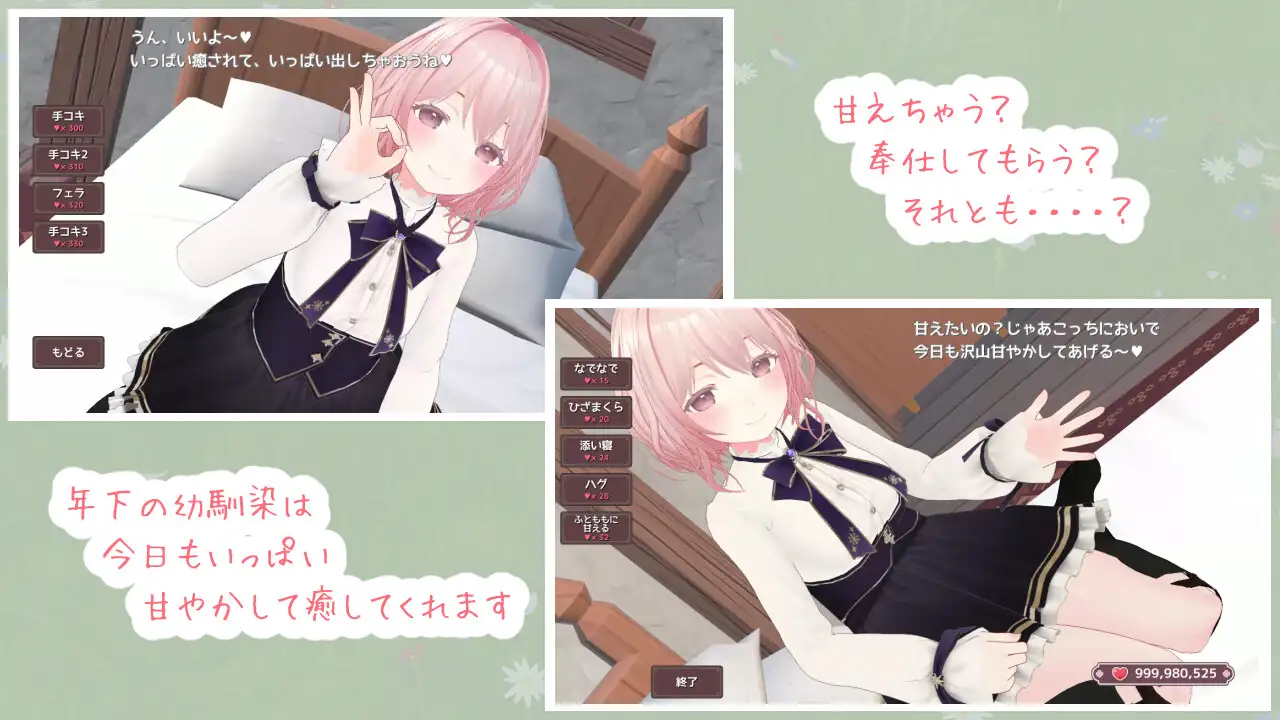 うん、いいよ～♥
いっぱい癒されて、いっぱい出しちゃおうね♥
手コキ
♥× 300
手コキ2
♥× 310
フェラ
♥× 320
手コキ3
♥× 330
もどる
甘えちゃう？
奉仕してもらう？
それとも・・・・？
甘えたいの？じゃあこっちにおいで
今日も沢山甘やかしてあげる～♥
なでなで
♥× 15
ひざまくら
♥× 20
添い寝
♥× 24
ハグ
♥× 28
ふとももに
甘える
♥× 32
終了
999,980,525
年下の幼馴染は
今日もいっぱい
甘やかして癒してくれます